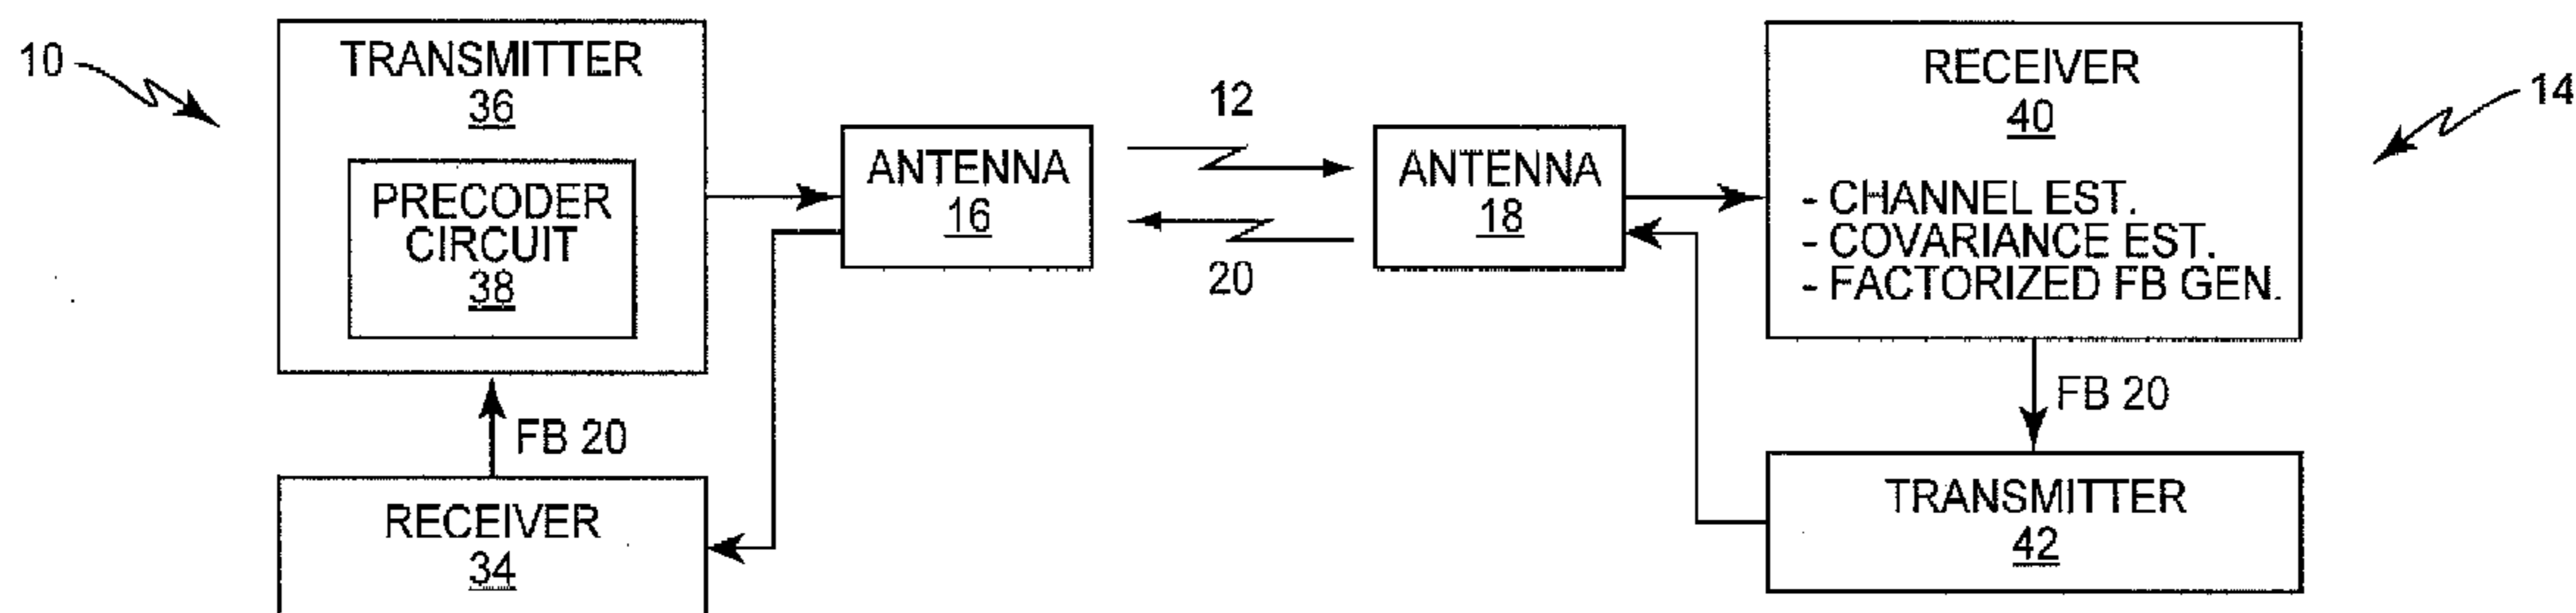 10
TRANSMITTER
36
PRECODER
CIRCUIT
38
FB 20
RECEIVER
34
ANTENNA
16
12
20
ANTENNA
18
RECEIVER
40
- CHANNEL EST.
- COVARIANCE EST.
- FACTORIZED FB GEN.
14
FB 20
TRANSMITTER
42